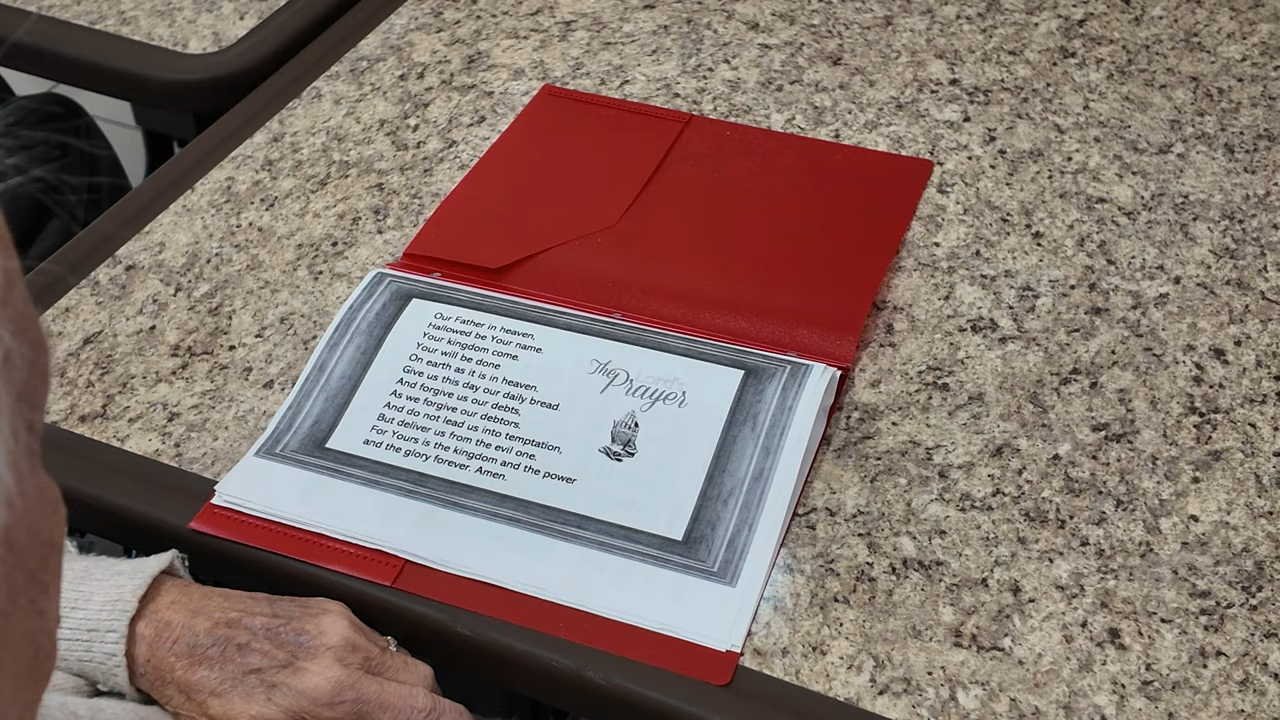 Our Father in heaven,
Hallowed be Your name.
Your kingdom come.
Your will be done
On earth as it is in heaven.
Give us this day our daily bread.
And forgive us our debts,
As we forgive our debtors.
And do not lead us into temptation,
But deliver us from the evil one.
For Yours is the kingdom and the power
and the glory forever. Amen.
The Lord's
Prayer